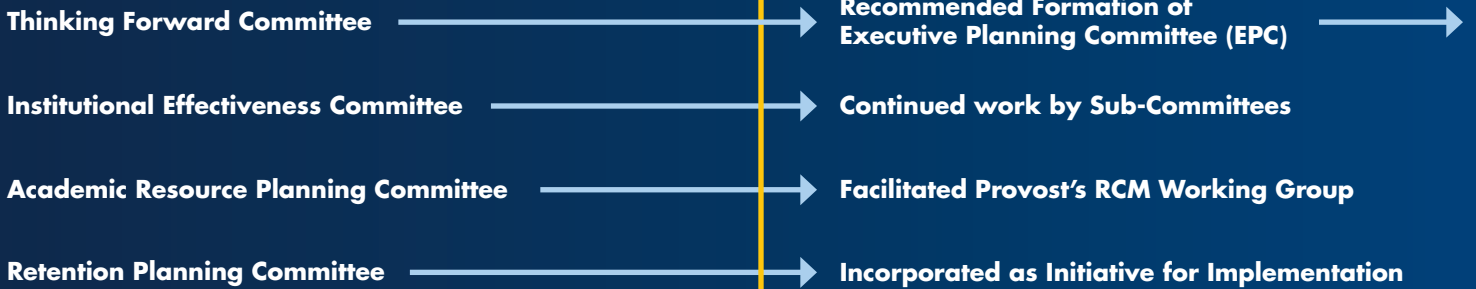 Thinking Forward Committee
Recommended Formation of
Executive Planning Committee (EPC)
Institutional Effectiveness Committee
Continued work by Sub-Committees
Academic Resource Planning Committee
Facilitated Provost’s RCM Working Group
Retention Planning Committee
Incorporated as Initiative for Implementation